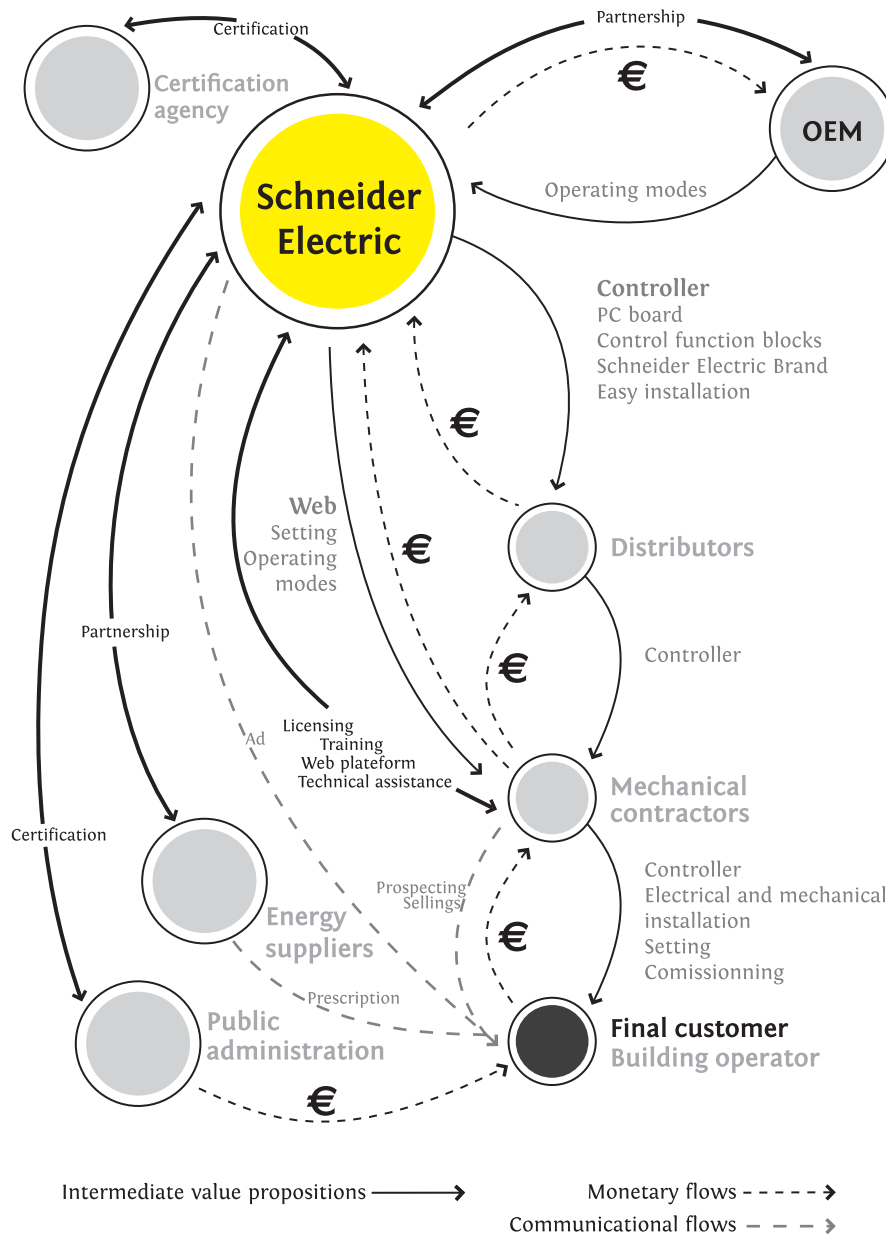 Certification
Partnership
€
Certification
agency
OEM
Schneider
Electric
Operating modes
Controller
PC board
Control function blocks
Schneider Electric Brand
Easy installation
€
Web
Setting
Operating
modes
€
Distributors
Partnership
€
Controller
Ad
Licensing
Training
Web plateform
Technical assistance
Mechanical
contractors
Certification
Prospecting
Sellings
Controller
Electrical and mechanical
installation
Setting
Comissionning
Energy
suppliers
€
Prescription
Public
administration
Final customer
Building operator
€
Intermediate value propositions
Monetary flows
Communicational flows